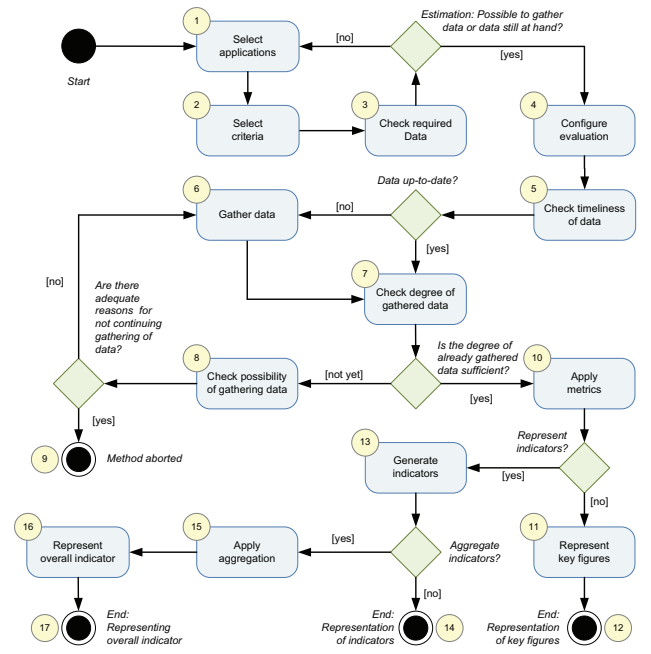 1
Select
applications
Start
[no]
Estimation: Possible to gather
data or data still at hand?
[yes]
2
Select
criteria
3
Check required
Data
4
Configure
evaluation
5
Check timeliness
of data
Data up-to-date?
[no]
[yes]
6
Gather data
7
Check degree of
gathered data
[no]
Are there
adequate
reasons for
not continuing
gathering of
data?
[yes]
8
Check possibility
of gathering data
[not yet]
Is the degree of
already gathered
data sufficient?
[yes]
10
Apply
metrics
9
Method aborted
Represent
indicators?
[yes]
[no]
13
Generate
indicators
11
Represent
key figures
16
Represent
overall indicator
15
Apply
aggregation
[yes]
Aggregate
indicators?
[no]
17
End:
Representing
overall indicator
End:
Representation
of indicators
14
End:
Representation
of key figures
12